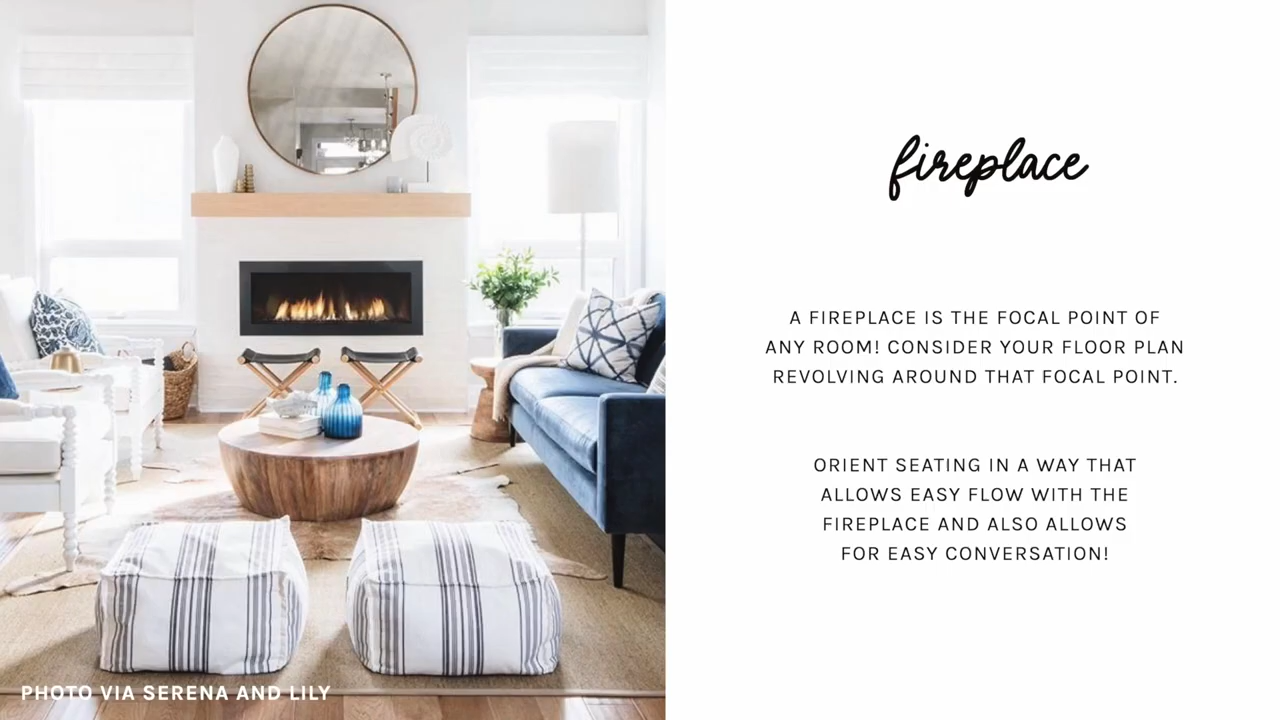 fireplace
A FIREPLACE IS THE FOCAL POINT OF
ANY ROOM! CONSIDER YOUR FLOOR PLAN
REVOLVING AROUND THAT FOCAL POINT.
ORIENT SEATING IN A WAY THAT
ALLOWS EASY FLOW WITH THE
FIREPLACE AND ALSO ALLOWS
FOR EASY CONVERSATION!
PHOTO VIA SERENA AND LILY